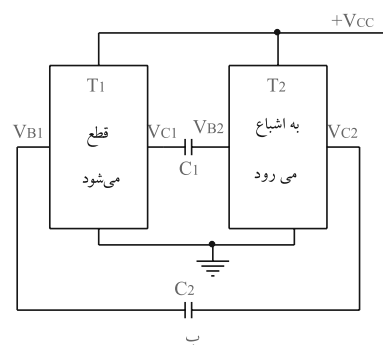 +VCC
T1
T2
VB1
قطع
می‌شود
VC1
C1
VB2
به اشباع
می رود
VC2
C2
ب